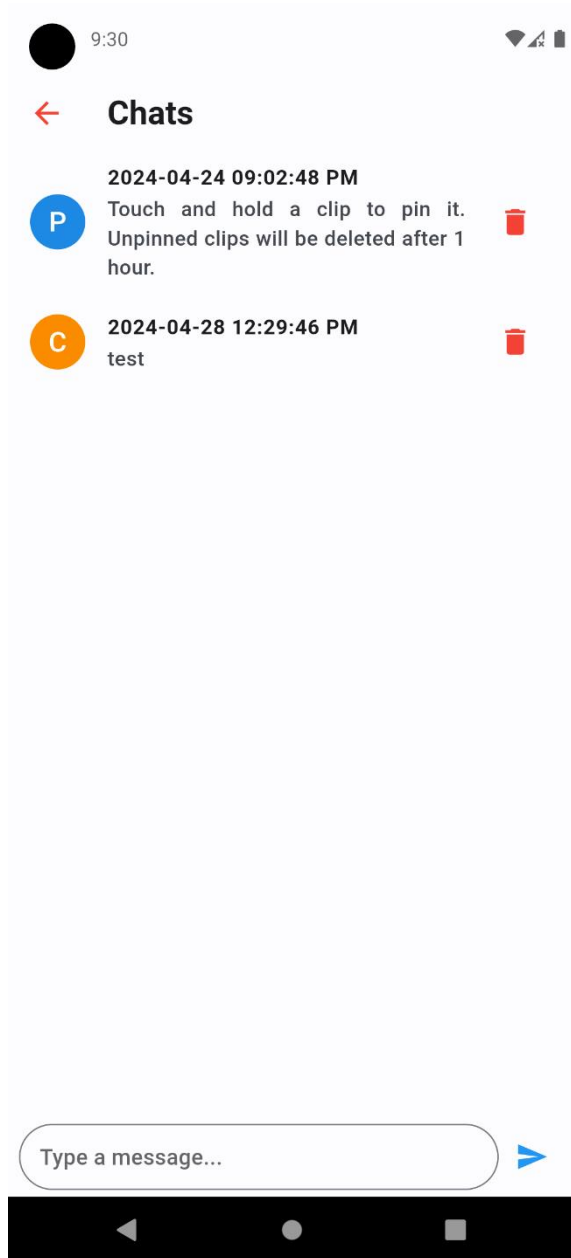 9:30
Chats
2024-04-24 09:02:48 PM
P
Touch and hold a clip to pin it.
Unpinned clips will be deleted after 1
hour.
2024-04-28 12:29:46 PM
C
test
Type a message...